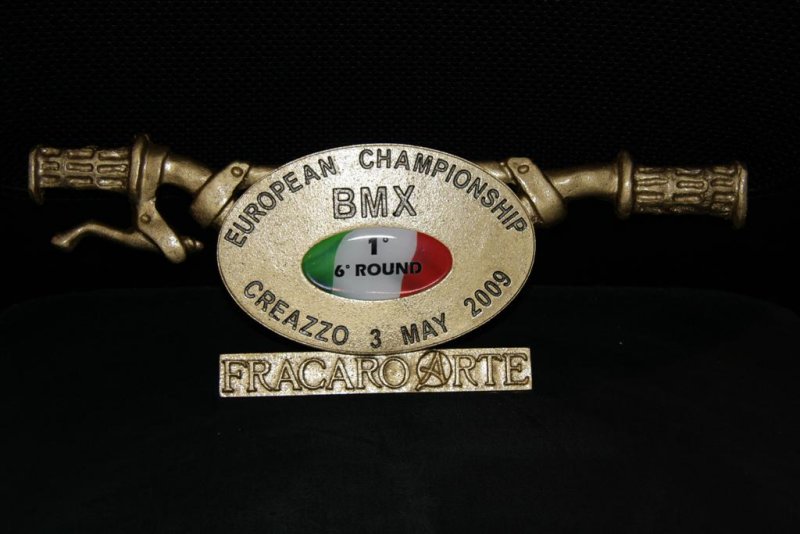 EUROPEAN CHAMPIONSHIP
BMX
1°
6° ROUND
CREAZZO 3 MAY 2009
FRACARO ARTE